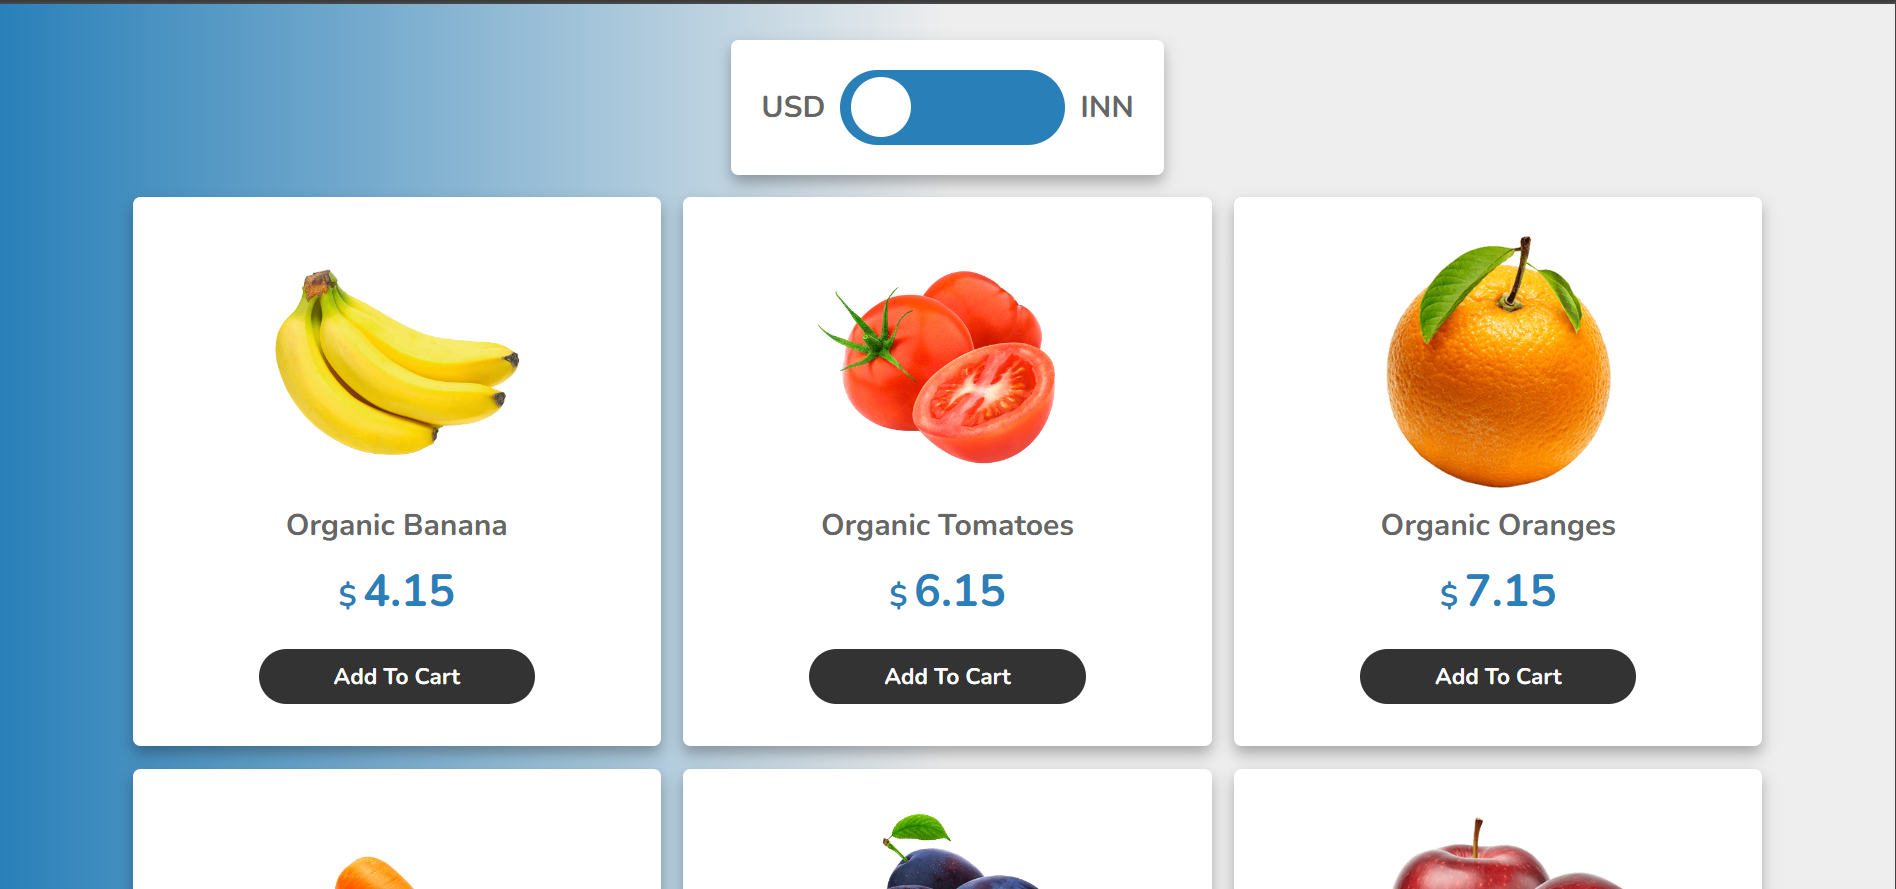 USD INN
Organic Banana
$ 4.15
Add To Cart
Organic Tomatoes
$ 6.15
Add To Cart
Organic Oranges
$ 7.15
Add To Cart